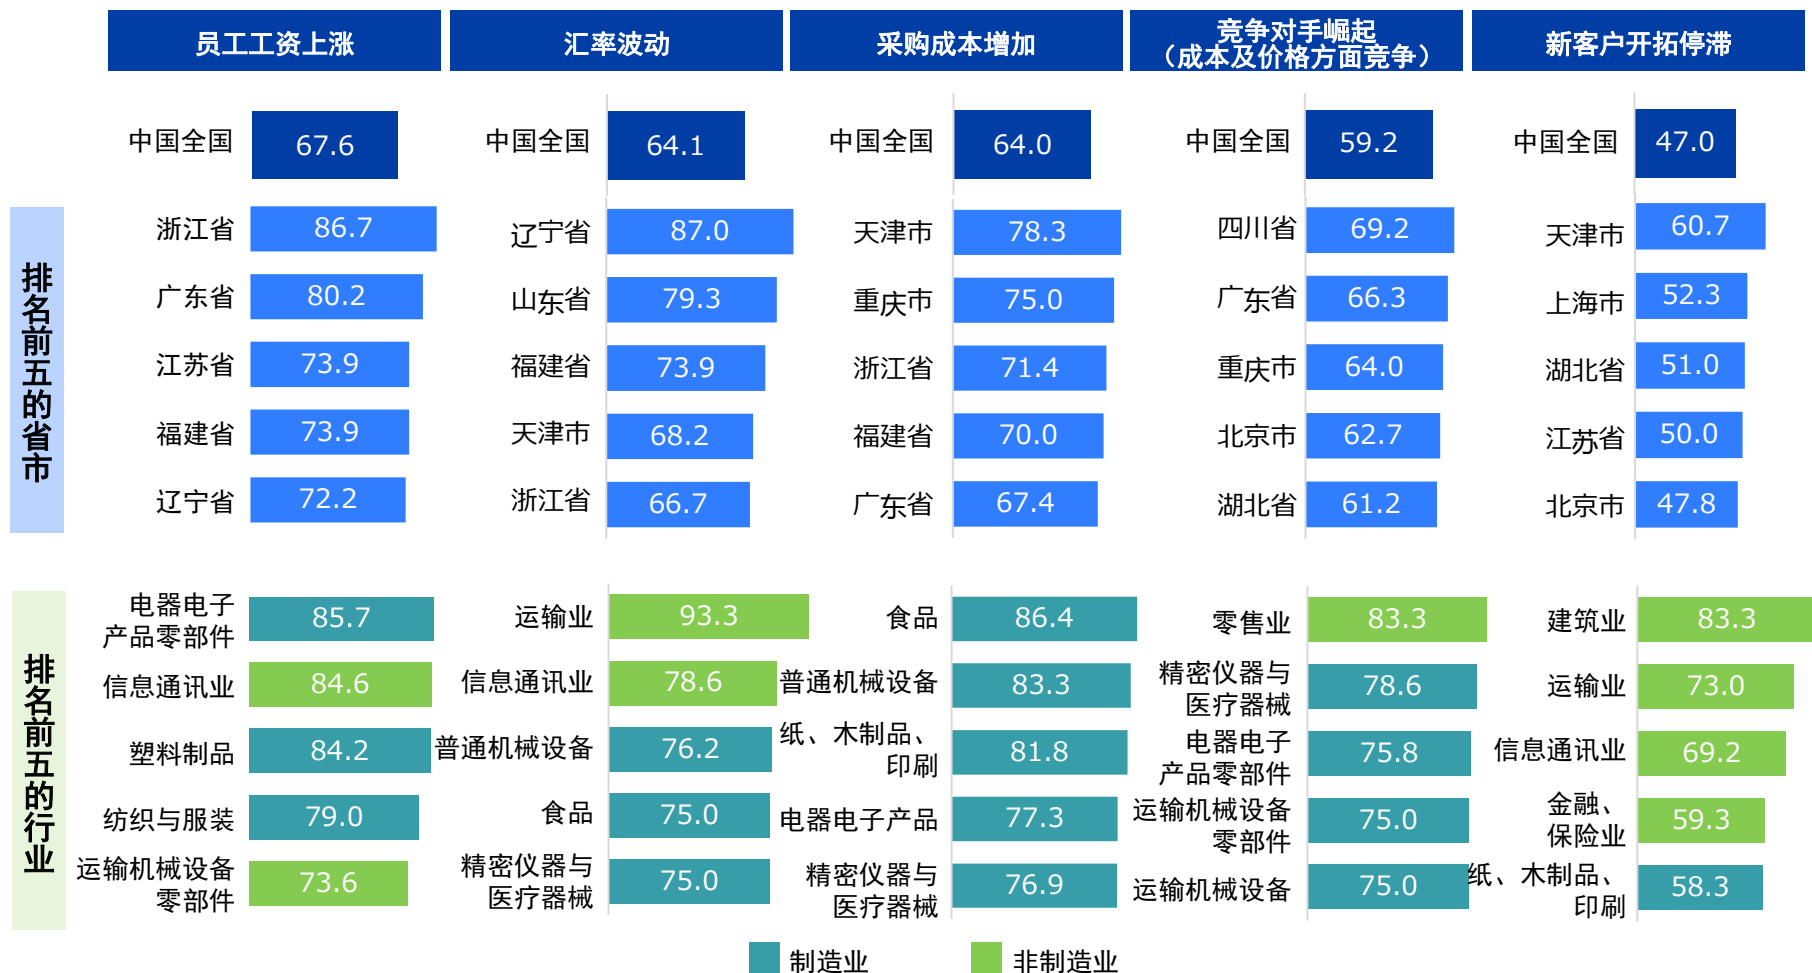 员工工资上涨
汇率波动
采购成本增加
竞争对手崛起
（成本及价格方面竞争）
新客户开拓停滞
中国全国 67.6
中国全国 64.1
中国全国 64.0
中国全国 59.2
中国全国 47.0
排名前五的省市
浙江省 86.7
广东省 80.2
江苏省 73.9
福建省 73.9
辽宁省 72.2
辽宁省 87.0
山东省 79.3
福建省 73.9
天津市 68.2
浙江省 66.7
天津市 78.3
重庆市 75.0
浙江省 71.4
福建省 70.0
广东省 67.4
四川省 69.2
广东省 66.3
重庆市 64.0
北京市 62.7
湖北省 61.2
天津市 60.7
上海市 52.3
湖北省 51.0
江苏省 50.0
北京市 47.8
排名前五的行业
电器电子
产品零部件 85.7
信息通讯业 84.6
塑料制品 84.2
纺织与服装 79.0
运输机械设备
零部件 73.6
运输业 93.3
信息通讯业 78.6
普通机械设备 76.2
食品 75.0
精密仪器与
医疗器械 75.0
食品 86.4
普通机械设备 83.3
纸、木制品、
印刷 81.8
电器电子产品 77.3
精密仪器与
医疗器械 76.9
零售业 83.3
精密仪器与
医疗器械 78.6
电器电子
产品零部件 75.8
运输机械设备
零部件 75.0
运输机械设备 75.0
建筑业 83.3
运输业 73.0
信息通讯业 69.2
金融、
保险业 59.3
纸、木制品、
印刷 58.3
制造业
非制造业